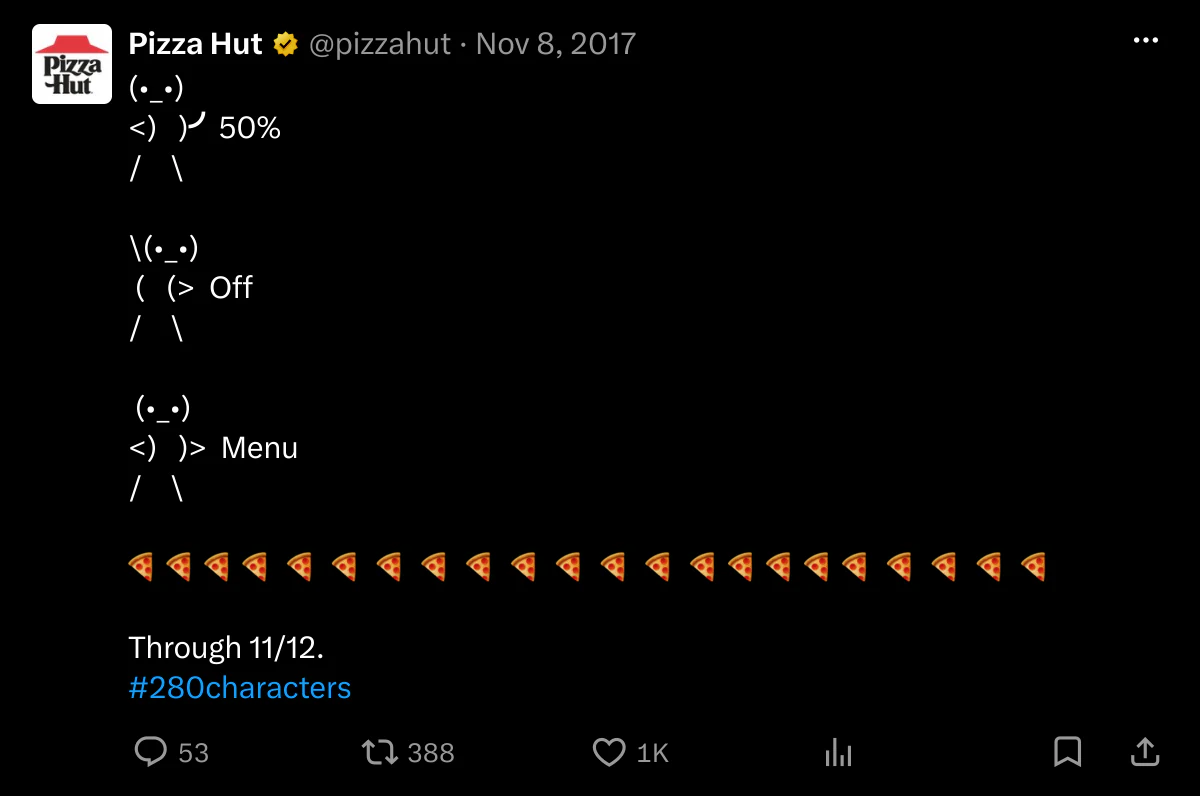 Pizza Hut
Pizza Hut @pizzahut · Nov 8, 2017
(•_•)
<)   )╯ 50%
/    \
\(•_•)
(   (>  Off
/    \
(•_•)
<)   )>  Menu
/    \
🍕 🍕 🍕 🍕 🍕 🍕 🍕 🍕 🍕 🍕 🍕 🍕 🍕 🍕 🍕 🍕 🍕 🍕 🍕 🍕 🍕 🍕
Through 11/12.
#280characters
53 388 1K